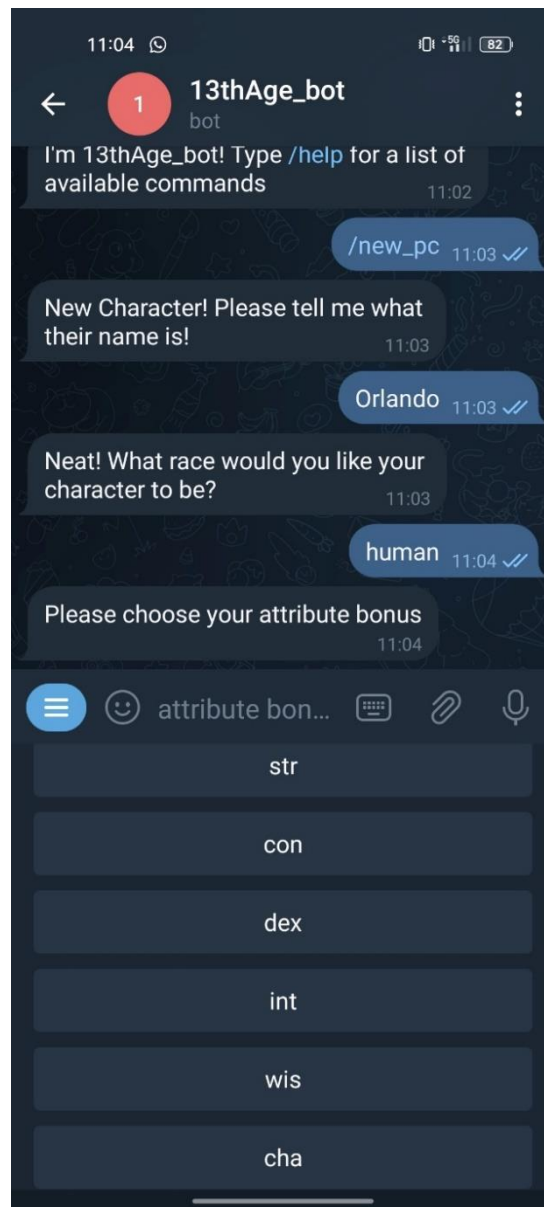 11:04
5G
82
1
13thAge_bot
bot
I'm 13thAge_bot! Type /help for a list of
available commands
11:02
/new_pc 11:03
New Character! Please tell me what
their name is!
11:03
Orlando 11:03
Neat! What race would you like your
character to be?
11:03
human 11:04
Please choose your attribute bonus
11:04
attribute bon...
str
con
dex
int
wis
cha